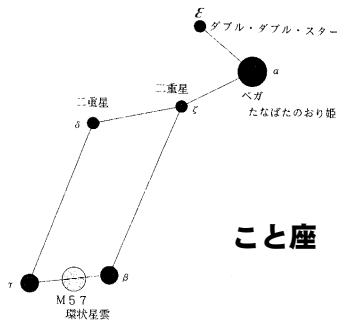 ε
ダブル・ダブル・スター
α
ベガ
たなばたのおり姫
二重星
ζ
二重星
δ
こと座
γ
β
M57
環状星雲